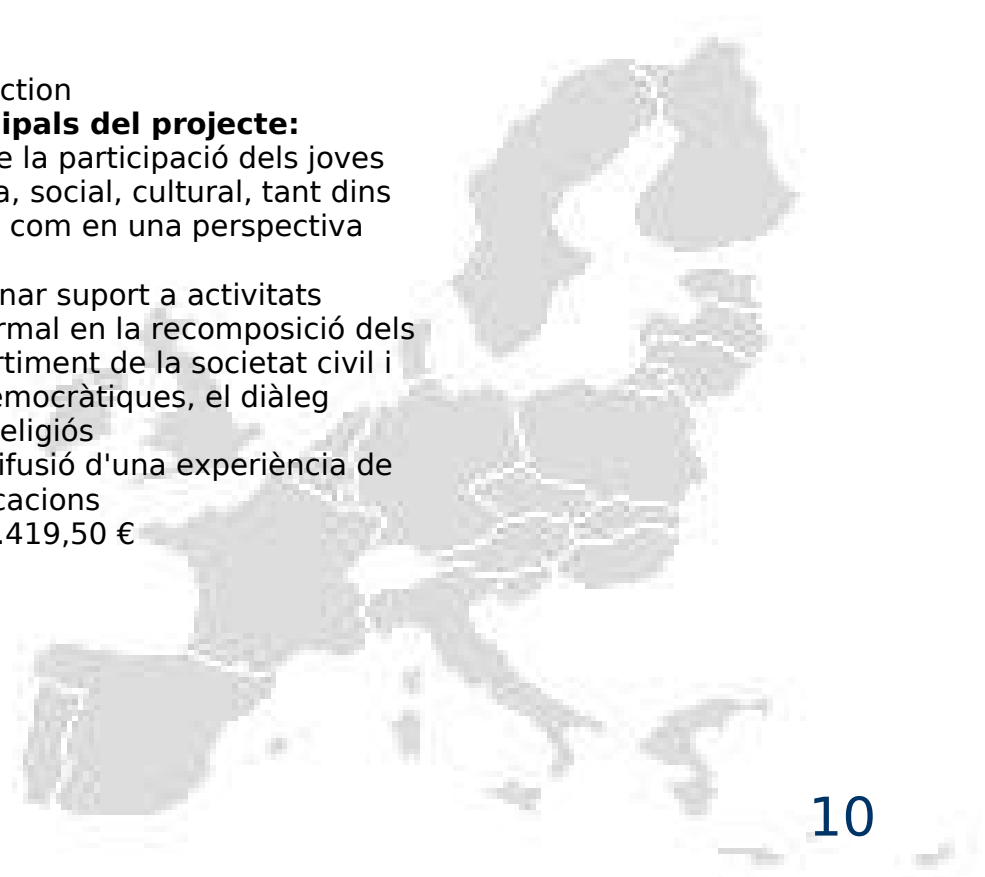 ction
ipals del projecte:
e la participació dels joves
a, social, cultural, tant dins
com en una perspectiva
nar suport a activitats
rmal en la recomposició dels
rtiment de la societat civil i
emocràtiques, el diàleg
eligiós
ifusió d'una experiència de
cacions
.419,50 €
10